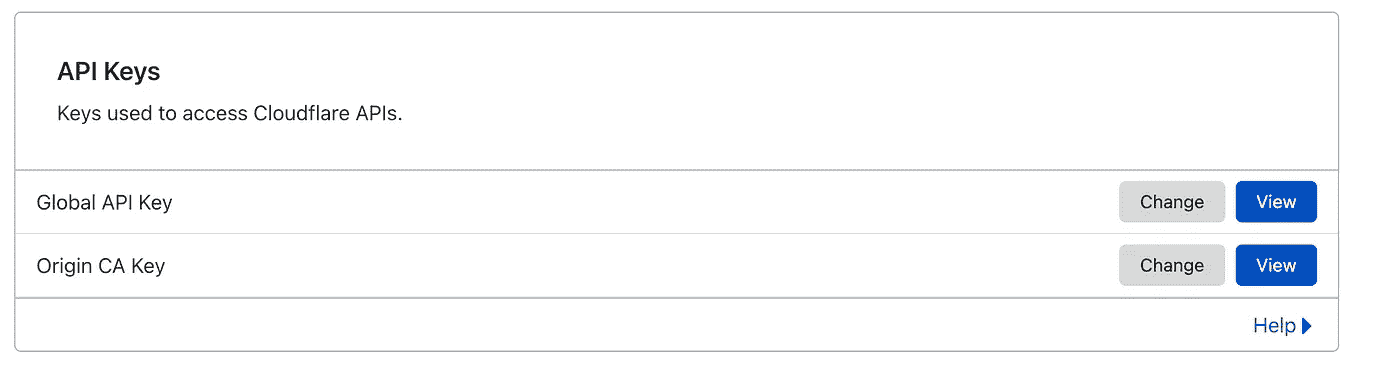 API Keys
Keys used to access Cloudflare APIs.
Global API Key Change View
Origin CA Key Change View
Help